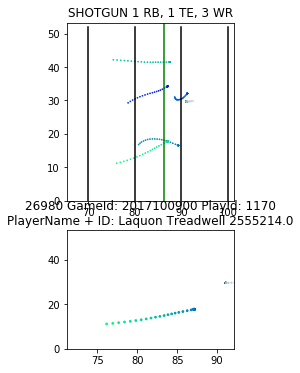 SHOTGUN 1 RB, 1 TE, 3 WR
50
40
30
20
10
0
70 80 90 100
26980 GameId: 2017100900 PlayId: 1170
PlayerName + ID: Laquon Treadwell 2555214.0
40
20
0
75 80 85 90